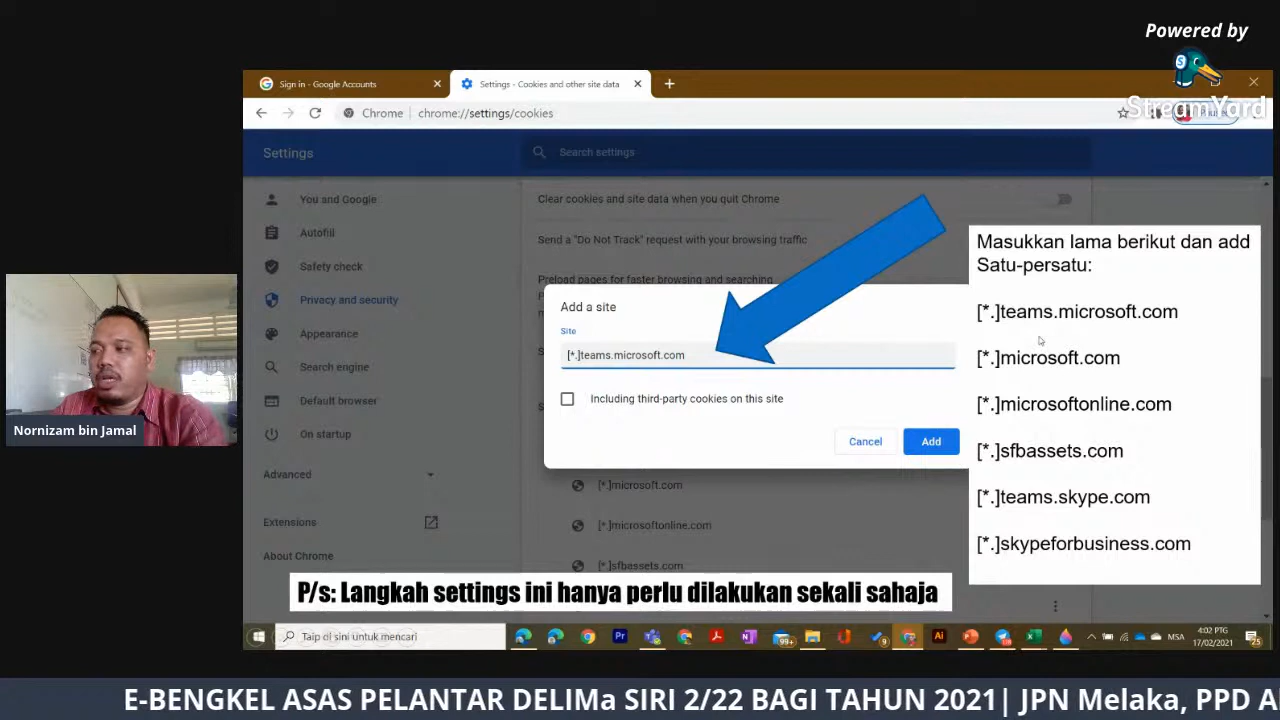 Powered by
StreamYard
Sign in - Google Accounts
Settings - Cookies and other site data
Chrome
chrome://settings/cookies
Settings
Search settings
You and Google
Autofill
Safety check
Privacy and security
Appearance
Search engine
Default browser
On startup
Advanced
Extensions
About Chrome
Clear cookies and site data when you quit Chrome
Send a "Do Not Track" request with your browsing traffic
Preload pages for faster browsing and searching
Add a site
Site
[*.]teams.microsoft.com
Including third-party cookies on this site
Cancel
Add
[*.]microsoft.com
[*.]microsoftonline.com
[*.]sfbassets.com
Masukkan lama berikut dan add
Satu-persatu:
[*.]teams.microsoft.com
[*.]microsoft.com
[*.]microsoftonline.com
[*.]sfbassets.com
[*.]teams.skype.com
[*.]skypeforbusiness.com
Nornizam bin Jamal
P/s: Langkah settings ini hanya perlu dilakukan sekali sahaja
Taip di sini untuk mencari
Pr
Ai
99+
MSA
4:02 PTG
17/02/2021
25
E-BENGKEL ASAS PELANTAR DELIMa SIRI 2/22 BAGI TAHUN 2021| JPN Melaka, PPD A